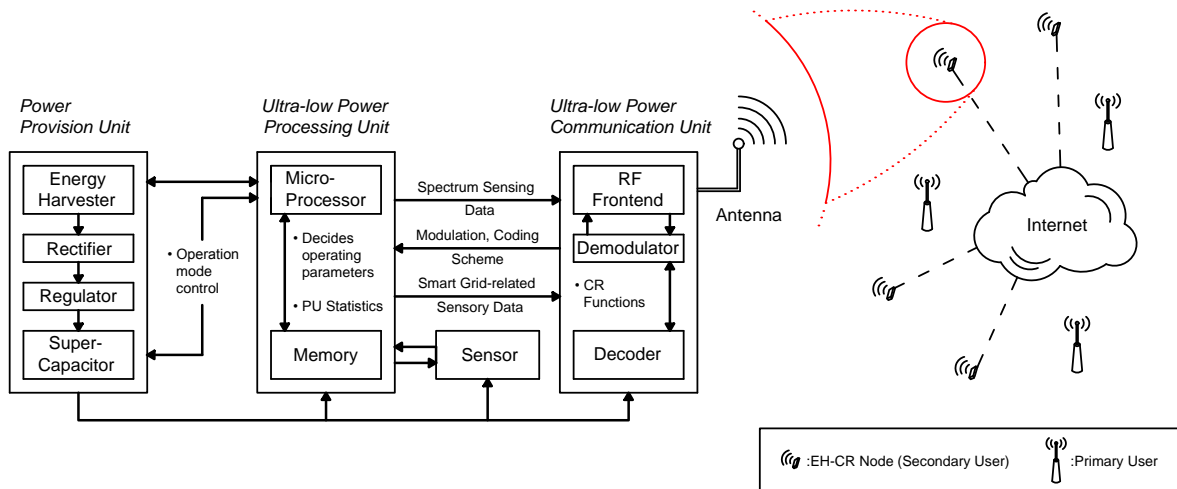 Power
Provision Unit
Energy
Harvester
Rectifier
Regulator
Super-
Capacitor
• Operation
mode
control
Ultra-low Power
Processing Unit
Micro-
Processor
• Decides
operating
parameters
• PU Statistics
Memory
Spectrum Sensing
Data
Modulation, Coding
Scheme
Smart Grid-related
Sensory Data
Sensor
Ultra-low Power
Communication Unit
RF
Frontend
Demodulator
• CR
Functions
Decoder
Antenna
Internet
:EH-CR Node (Secondary User)
:Primary User